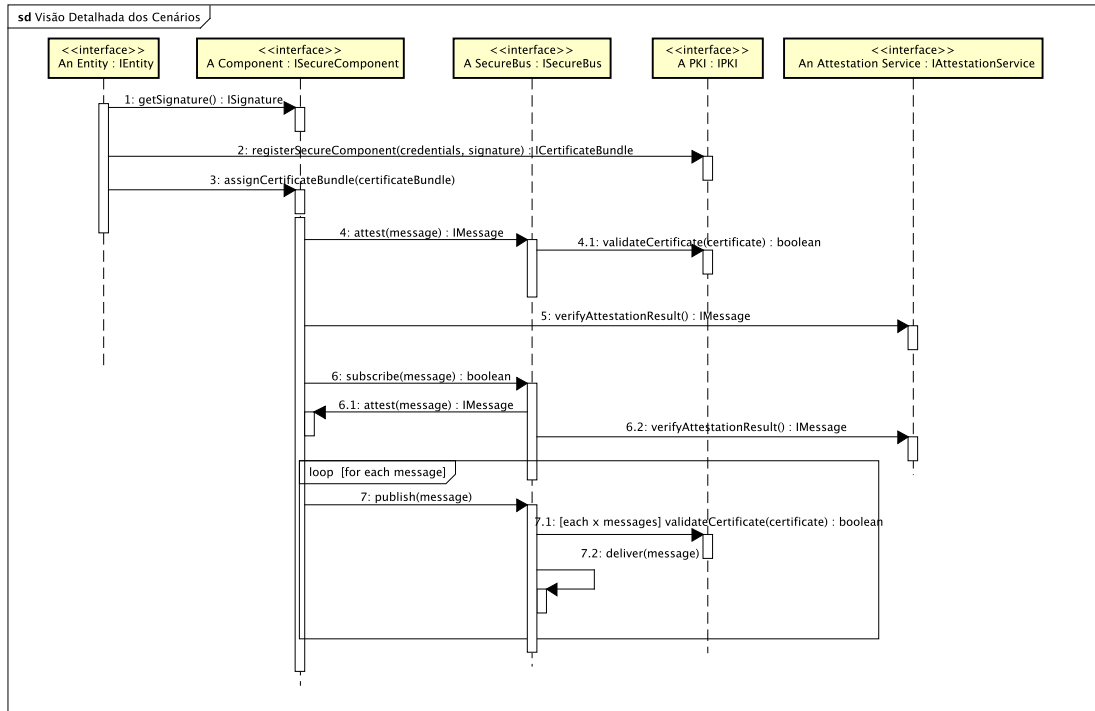 sd Visão Detalhada dos Cenários
<<interface>>
An Entity : IEntity
<<interface>>
A Component : ISecureComponent
<<interface>>
A SecureBus : ISecureBus
<<interface>>
A PKI : IPKI
<<interface>>
An Attestation Service : IAttestationService
1: getSignature() : ISignature
2: registerSecureComponent(credentials, signature) : ICertificateBundle
3: assignCertificateBundle(certificateBundle)
4: attest(message) : IMessage
4.1: validateCertificate(certificate) : boolean
5: verifyAttestationResult() : IMessage
6: subscribe(message) : boolean
6.1: attest(message) : IMessage
6.2: verifyAttestationResult() : IMessage
loop [for each message]
7: publish(message)
7.1: [each x messages] validateCertificate(certificate) : boolean
7.2: deliver(message)